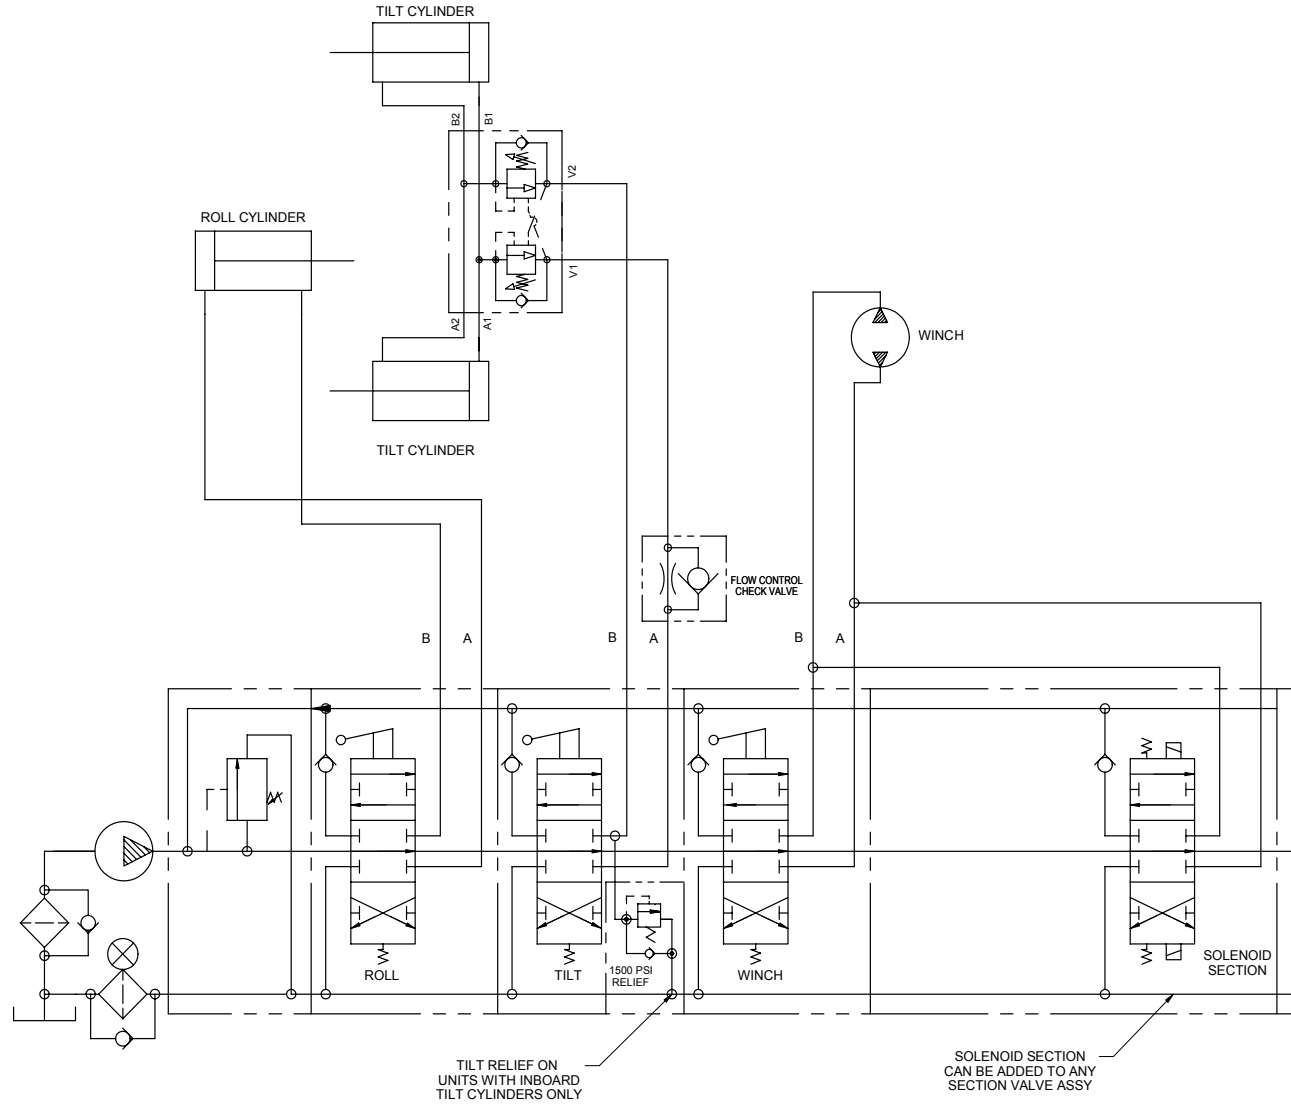 TILT CYLINDER
B2
B1
V2
ROLL CYLINDER
V1
A2
A1
WINCH
TILT CYLINDER
FLOW CONTROL
CHECK VALVE
B
A
B
A
B
A
ROLL
TILT
1500 PSI
RELIEF
WINCH
SOLENOID
SECTION
TILT RELIEF ON
UNITS WITH INBOARD
TILT CYLINDERS ONLY
SOLENOID SECTION
CAN BE ADDED TO ANY
SECTION VALVE ASSY